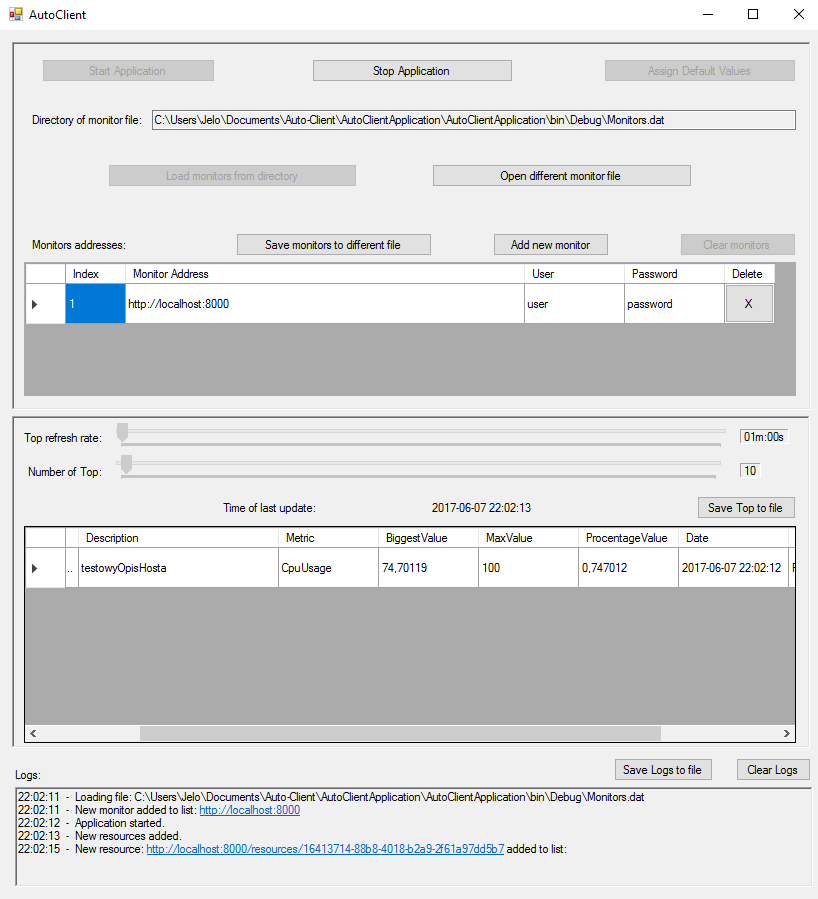 AutoClient
Start Application Stop Application Assign Default Values
Directory of monitor file: C:\Users\Jelo\Documents\Auto-Client\AutoClientApplication\AutoClientApplication\bin\Debug\Monitors.dat
Load monitors from directory Open different monitor file
Monitors addresses: Save monitors to different file Add new monitor Clear monitors
Index Monitor Address User Password Delete
1 http://localhost:8000 user password X
Top refresh rate: 01m:00s
Number of Top: 10
Time of last update: 2017-06-07 22:02:13 Save Top to file
Description Metric BiggestValue MaxValue ProcentageValue Date
.. testowyOpisHosta CpuUsage 74,70119 100 0,747012 2017-06-07 22:02:12
Logs: Save Logs to file Clear Logs
22:02:11 - Loading file: C:\Users\Jelo\Documents\Auto-Client\AutoClientApplication\AutoClientApplication\bin\Debug\Monitors.dat
22:02:11 - New monitor added to list: http://localhost:8000
22:02:12 - Application started.
22:02:13 - New resources added.
22:02:15 - New resource: http://localhost:8000/resources/16413714-88b8-4018-b2a9-2f61a97dd5b7 added to list: